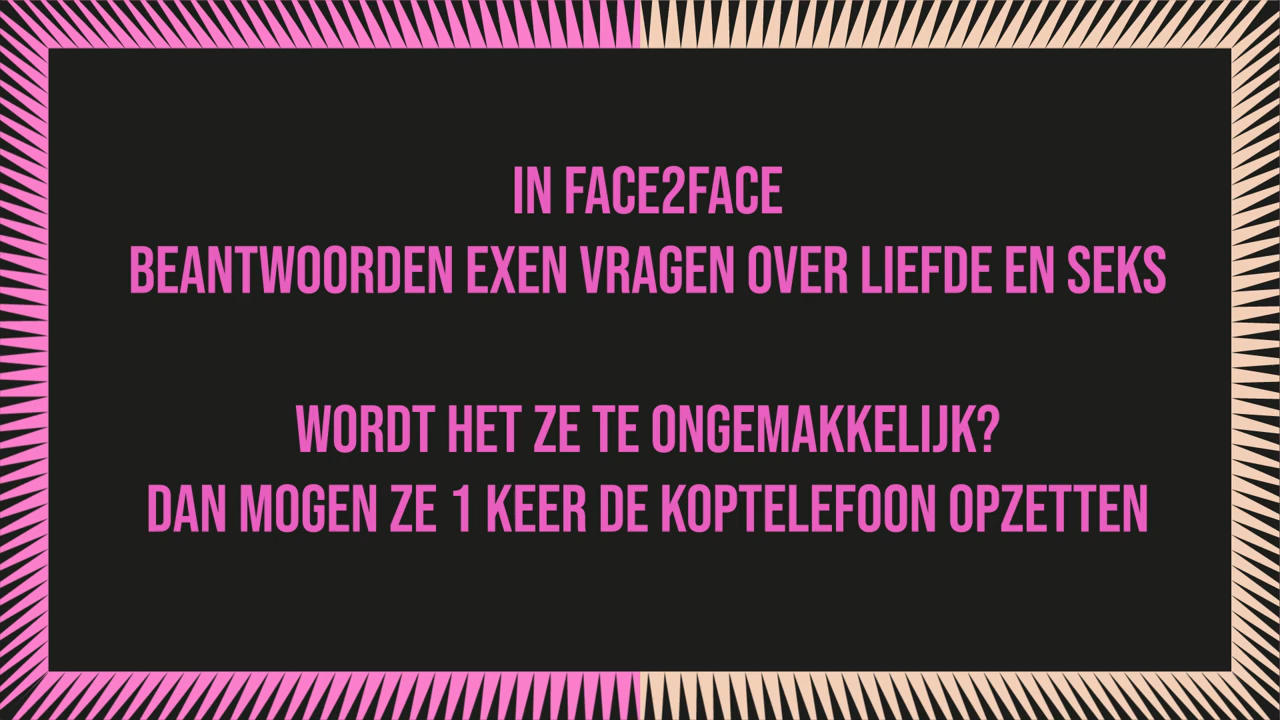 IN FACE2FACE
BEANTWOORDEN EXEN VRAGEN OVER LIEFDE EN SEKS
WORDT HET ZE TE ONGEMAKKELIJK?
DAN MOGEN ZE 1 KEER DE KOPTELEFOON OPZETTEN